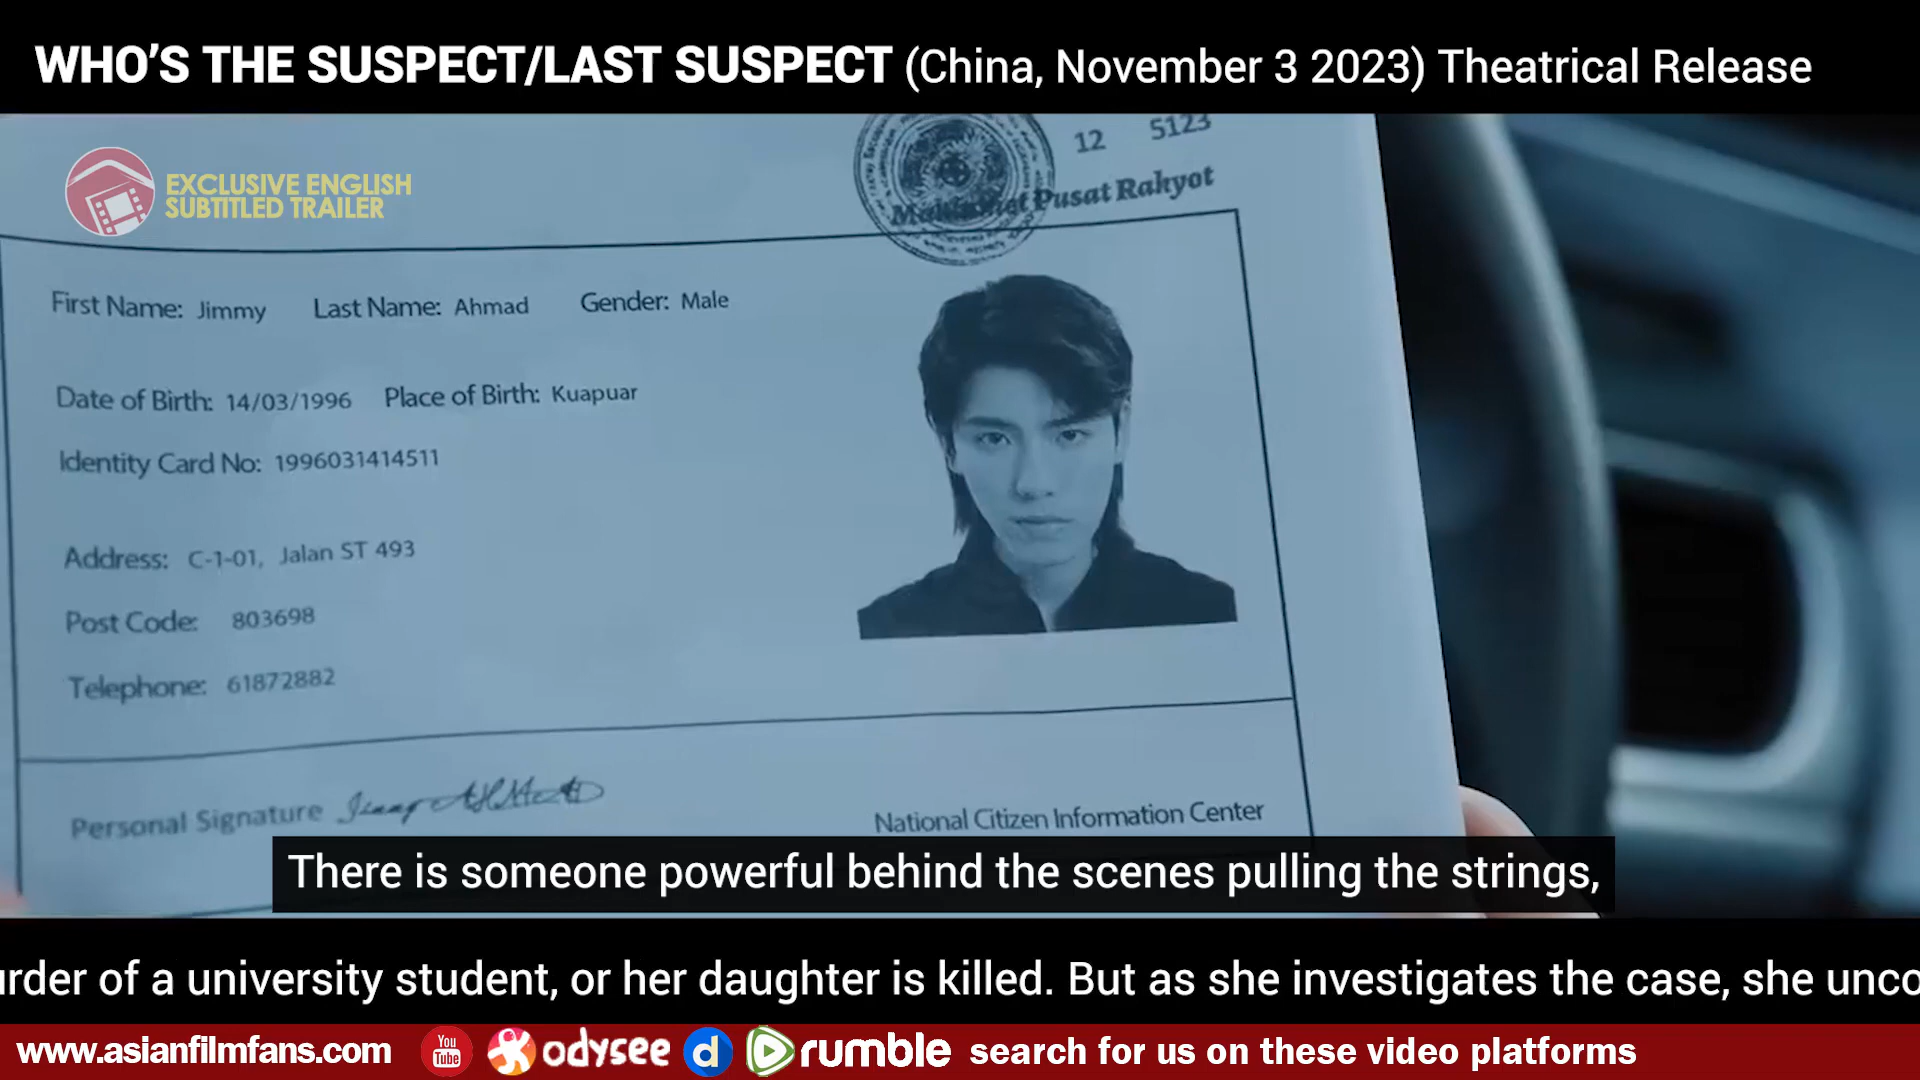 WHO'S THE SUSPECT/LAST SUSPECT (China, November 3 2023) Theatrical Release
EXCLUSIVE ENGLISH
SUBTITLED TRAILER
12 5123
Pusat Rakyot
First Name: Jimmy Last Name: Ahmad Gender: Male
Date of Birth: 14/03/1996 Place of Birth: Kuapuar
Identity Card No: 1996031414511
Address: C-1-01, Jalan ST 493
Post Code: 803698
Telephone: 61872882
Personal Signature
National Citizen Information Center
There is someone powerful behind the scenes pulling the strings,
urder of a university student, or her daughter is killed. But as she investigates the case, she unco
www.asianfilmfans.com You Tube odysee d rumble search for us on these video platforms